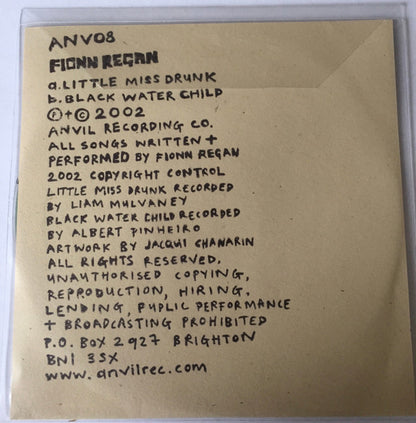 ANV08
FIONN REGAN
a. LITTLE MISS DRUNK
b. BLACK WATER CHILD
Ⓟ+© 2002
ANVIL RECORDING CO.
ALL SONGS WRITTEN +
PERFORMED BY FIONN REGAN
2002 COPYRIGHT CONTROL
LITTLE MISS DRUNK RECORDED
BY LIAM MULVANEY
BLACK WATER CHILD RECORDED
BY ALBERT PINHEIRO
ARTWORK BY JACQUI CHANARIN
ALL RIGHTS RESERVED.
UNAUTHORISED COPYING,
REPRODUCTION, HIRING,
LENDING, PUBLIC PERFORMANCE
+ BROADCASTING PROHIBITED
P.O. BOX 2927 BRIGHTON
BN1 3SX
www.anvilrec.com